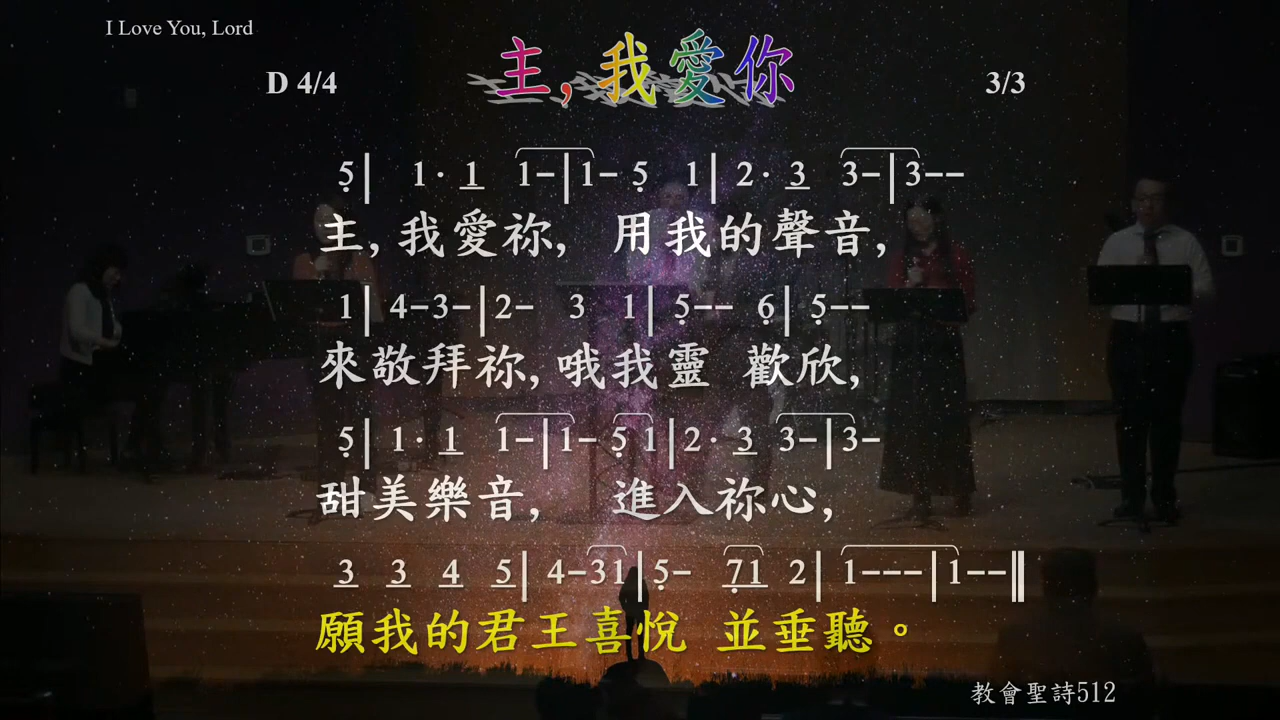 I Love You, Lord
主,我愛你
D 4/4
3/3
5̣| 1· 1̲ 1-|1- 5̣ 1| 2· 3̲ 3-|3--
主,我愛祢, 用我的聲音,
1| 4-3-|2- 3 1| 5̣-- 6̣| 5̣--
來敬拜祢,哦我靈 歡欣,
5̣| 1· 1̲ 1-|1- 5̣ 1|2· 3̲ 3-|3-
甜美樂音, 進入祢心,
3̲ 3̲ 4̲ 5̲| 4-3̲1̲|5̣- 7̣̲1̲ 2| 1---|1--‖
願我的君王喜悅 並垂聽。
教會聖詩512